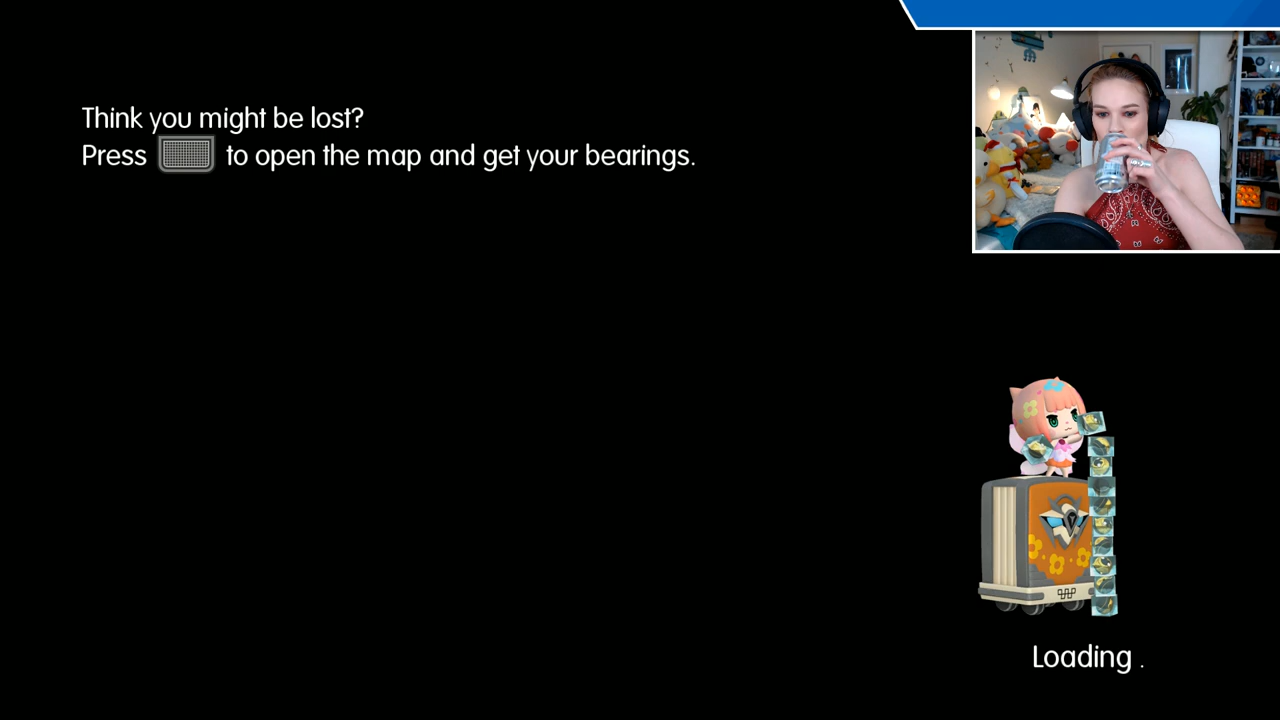 Think you might be lost?
Press to open the map and get your bearings.
Loading .